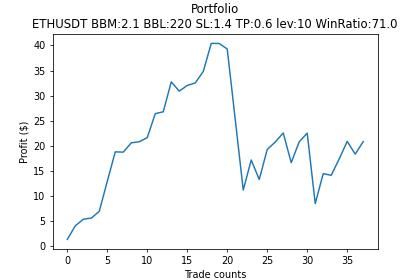 Portfolio
ETHUSDT BBM:2.1 BBL:220 SL:1.4 TP:0.6 lev:10 WinRatio:71.0
40
35
30
25
20
15
10
5
0
Profit ($)
0 5 10 15 20 25 30 35
Trade counts